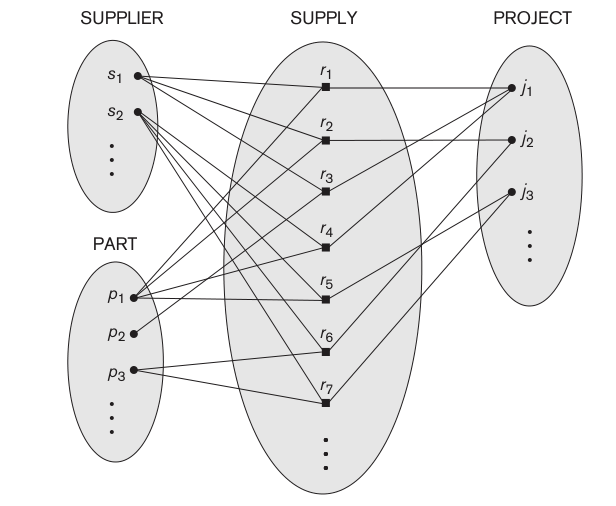 SUPPLIER
s1
s2
PART
p1
p2
p3
SUPPLY
r1
r2
r3
r4
r5
r6
r7
PROJECT
j1
j2
j3